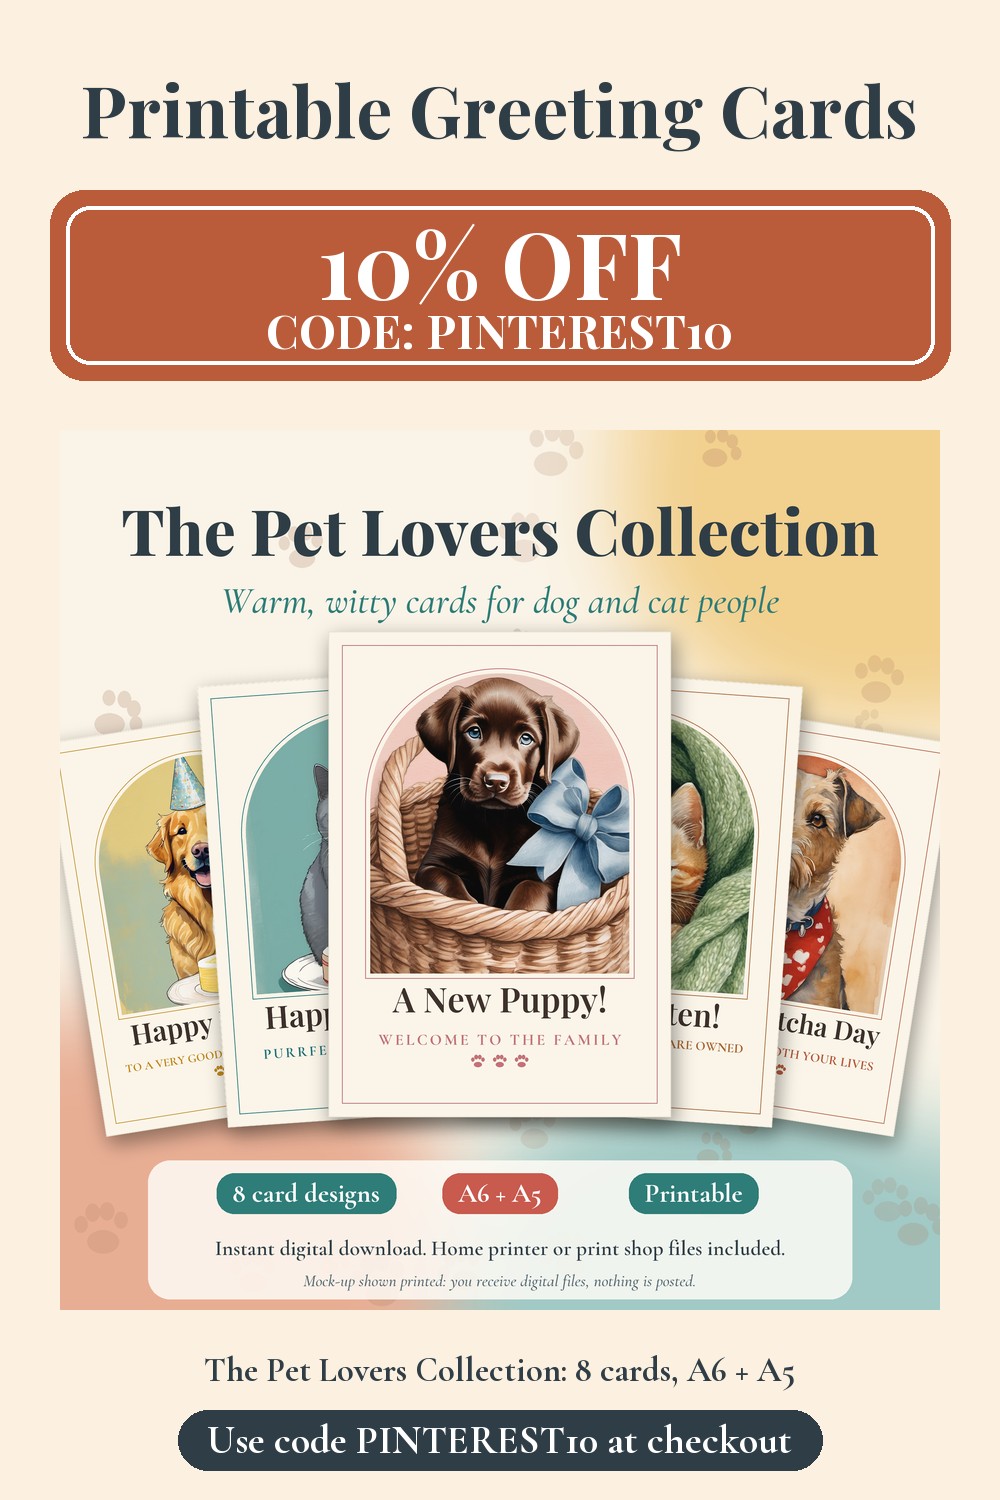 Printable Greeting Cards
10% OFF
CODE: PINTEREST10
The Pet Lovers Collection
Warm, witty cards for dog and cat people
Happy
TO A VERY GOOD
Hap
PURRFE
A New Puppy!
WELCOME TO THE FAMILY
ten!
ARE OWNED
tcha Day
OTH YOUR LIVES
8 card designs
A6 + A5
Printable
Instant digital download. Home printer or print shop files included.
Mock-up shown printed: you receive digital files, nothing is posted.
The Pet Lovers Collection: 8 cards, A6 + A5
Use code PINTEREST10 at checkout